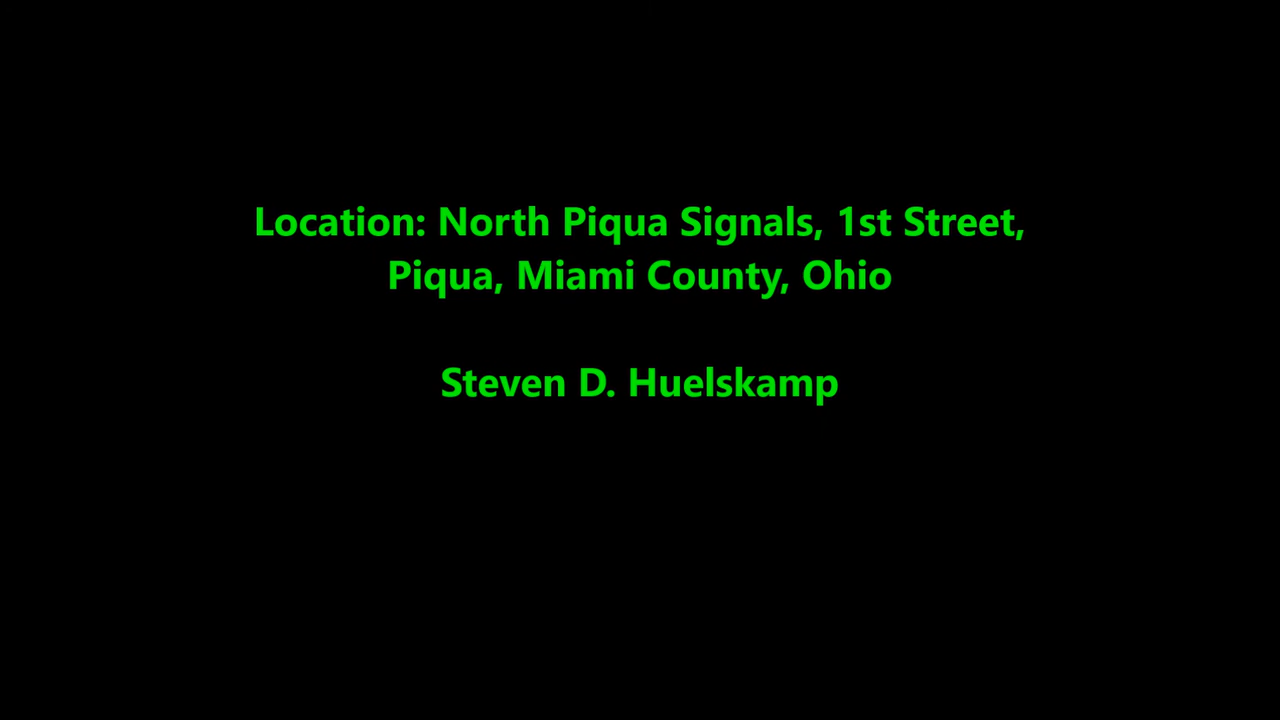 Location: North Piqua Signals, 1st Street,
Piqua, Miami County, Ohio
Steven D. Huelskamp